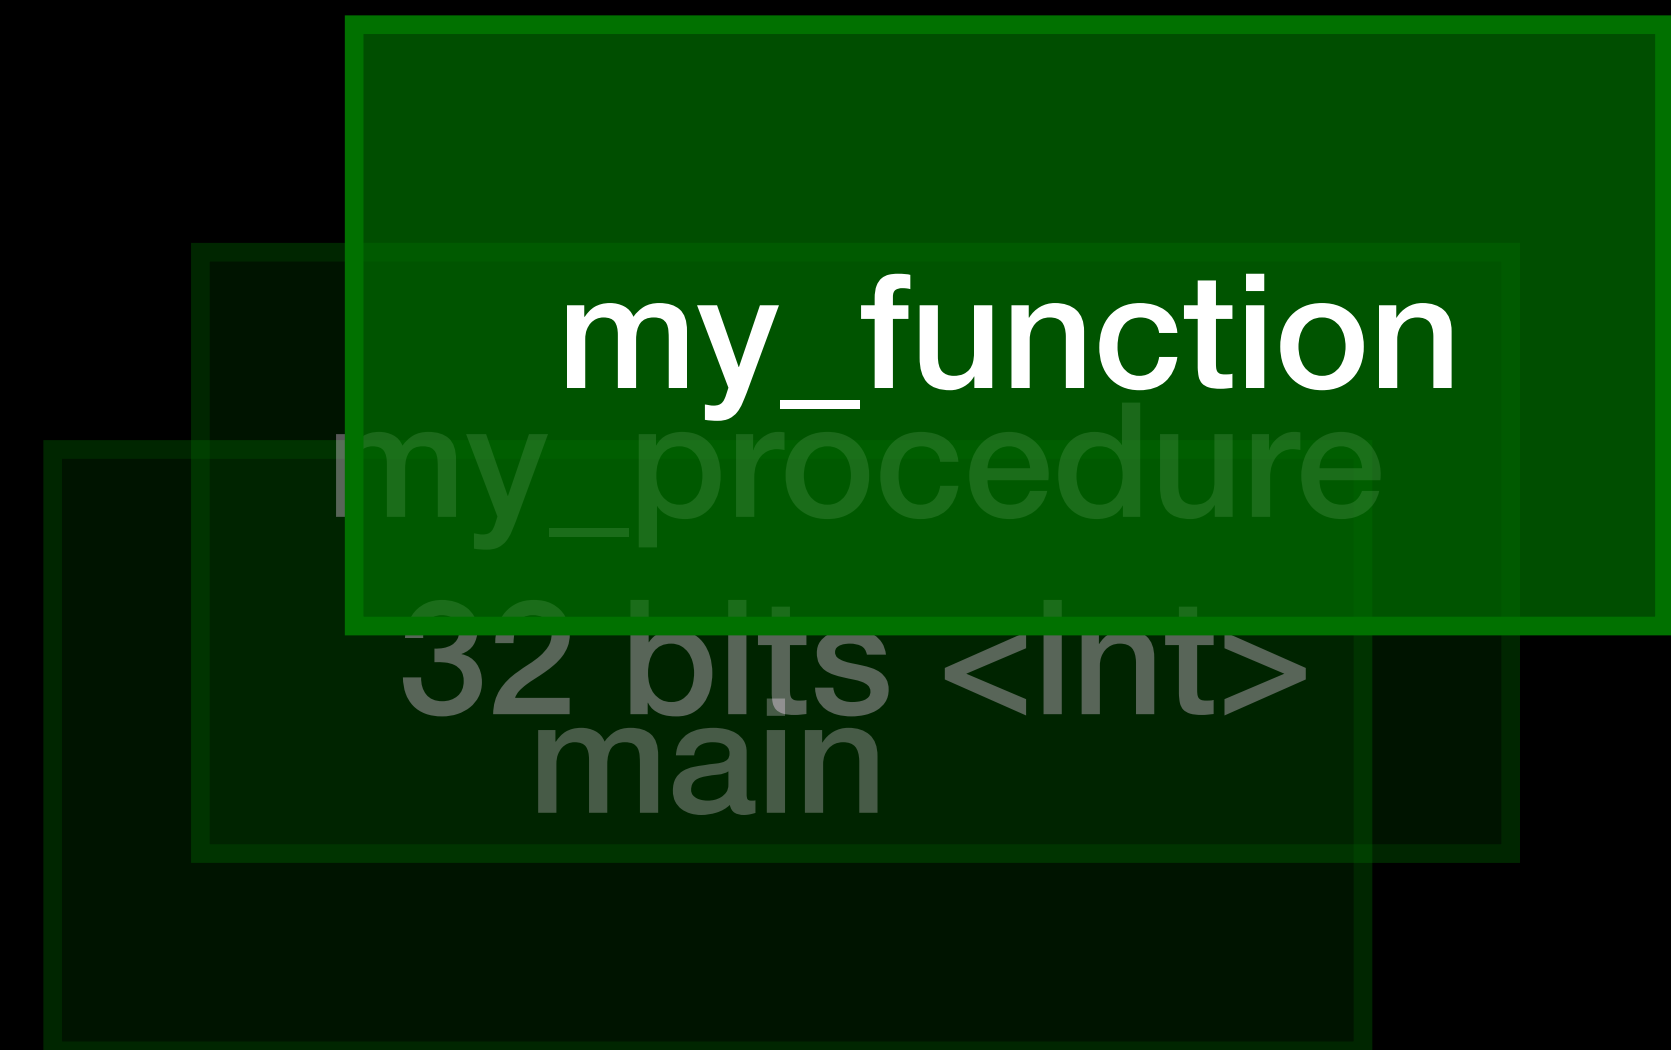 my_function
my_procedure
32 bits <int>
main